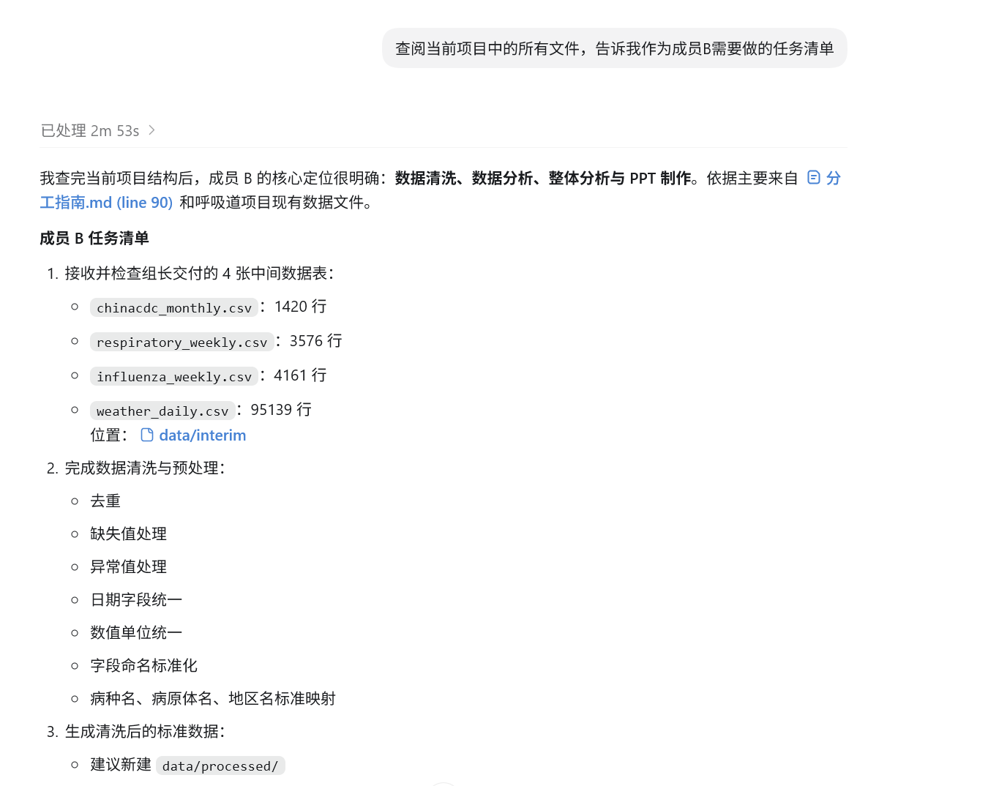 查阅当前项目中的所有文件，告诉我作为成员B需要做的任务清单
已处理 2m 53s
我查完当前项目结构后，成员 B 的核心定位很明确：数据清洗、数据分析、整体分析与 PPT 制作。依据主要来自 分
工指南.md (line 90) 和呼吸道项目现有数据文件。
成员 B 任务清单
1. 接收并检查组长交付的 4 张中间数据表：
chinacdc_monthly.csv：1420 行
respiratory_weekly.csv：3576 行
influenza_weekly.csv：4161 行
weather_daily.csv：95139 行
位置： data/interim
2. 完成数据清洗与预处理：
去重
缺失值处理
异常值处理
日期字段统一
数值单位统一
字段命名标准化
病种名、病原体名、地区名标准映射
3. 生成清洗后的标准数据：
建议新建 data/processed/